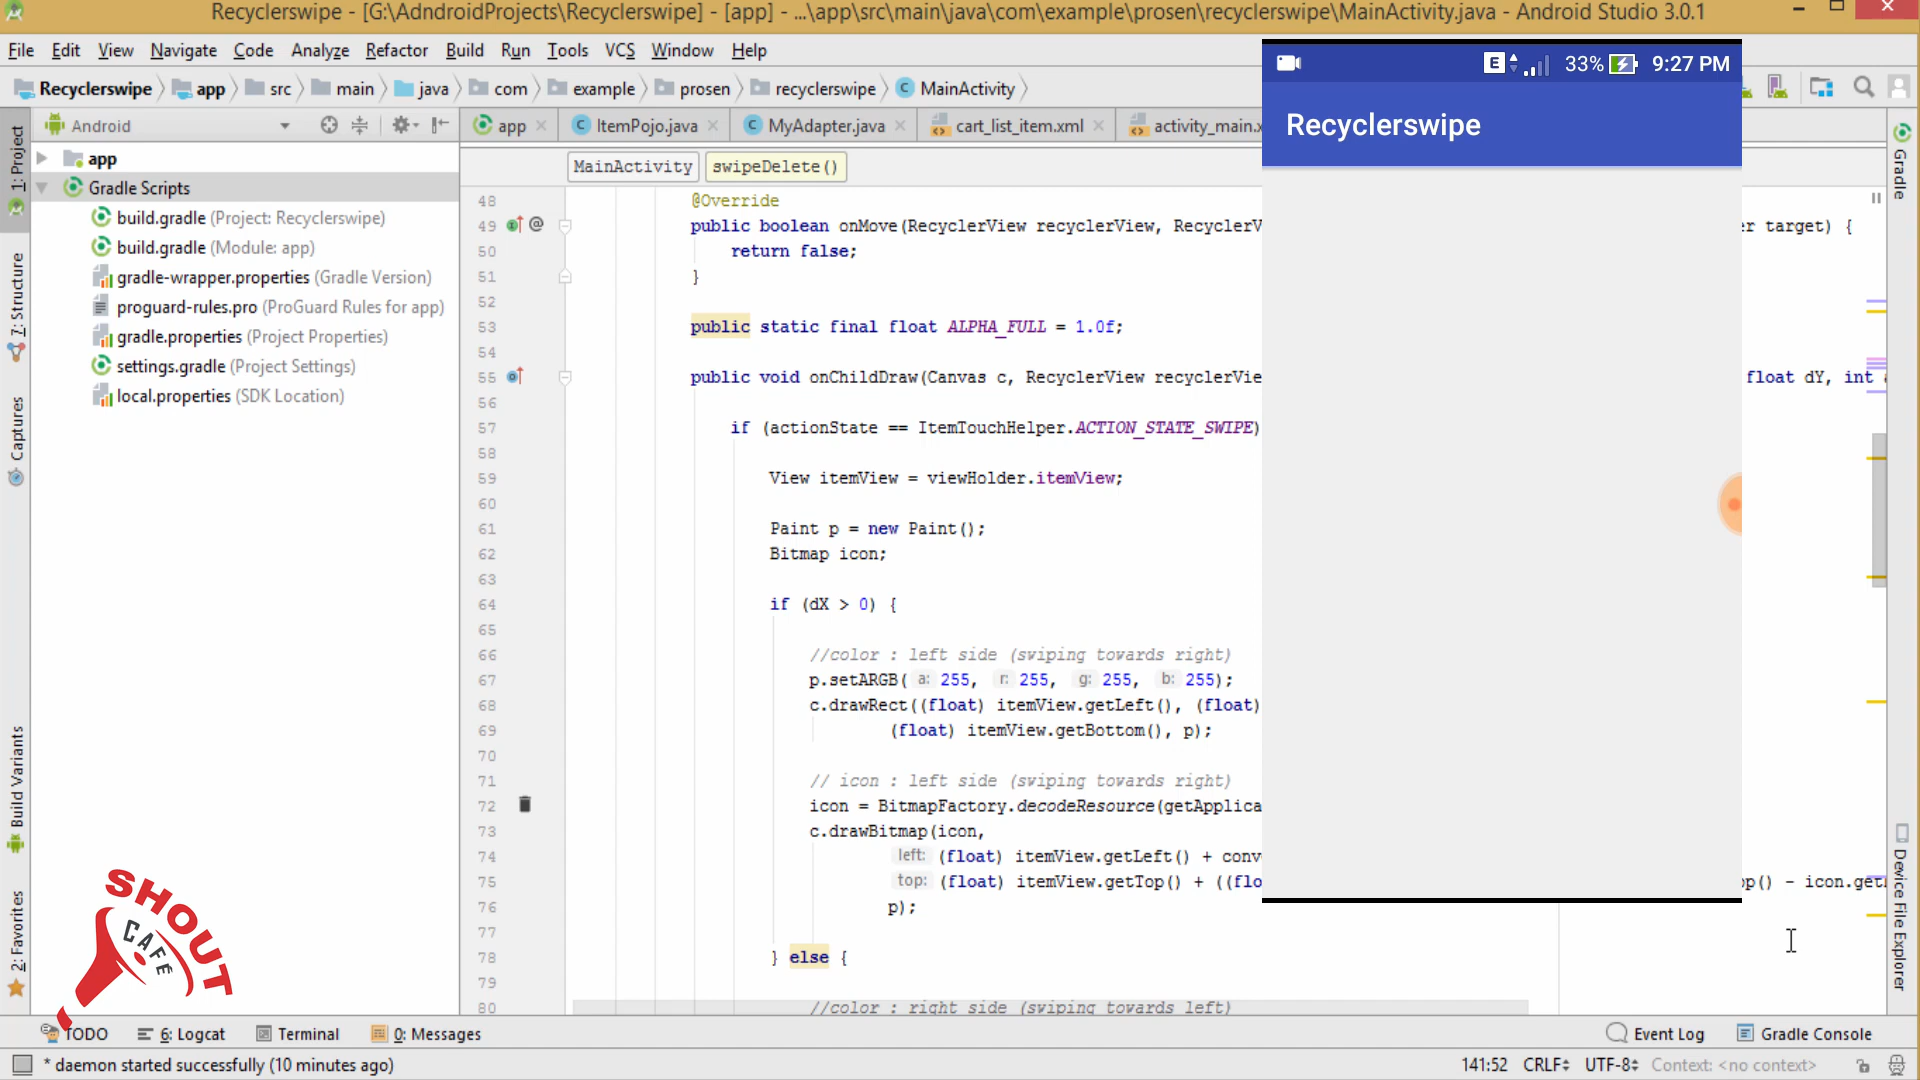 Recyclerswipe - [G:\AdndroidProjects\Recyclerswipe] - [app] - ...\app\src\main\java\com\example\prosen\recyclerswipe\MainActivity.java - Android Studio 3.0.1
File Edit View Navigate Code Analyze Refactor Build Run Tools VCS Window Help
Recyclerswipe app src main java com example prosen recyclerswipe MainActivity
Android
app ItemPojo.java MyAdapter.java cart_list_item.xml activity_main.x
MainActivity swipeDelete()
1: Project
7: Structure
Captures
Build Variants
2: Favorites
app
Gradle Scripts
build.gradle (Project: Recyclerswipe)
build.gradle (Module: app)
gradle-wrapper.properties (Gradle Version)
proguard-rules.pro (ProGuard Rules for app)
gradle.properties (Project Properties)
settings.gradle (Project Settings)
local.properties (SDK Location)
48 @Override
49 public boolean onMove(RecyclerView recyclerView, RecyclerV er target) {
50 return false;
51 }
52
53 public static final float ALPHA_FULL = 1.0f;
54
55 public void onChildDraw(Canvas c, RecyclerView recyclerVie float dY, int
56
57 if (actionState == ItemTouchHelper.ACTION_STATE_SWIPE)
58
59 View itemView = viewHolder.itemView;
60
61 Paint p = new Paint();
62 Bitmap icon;
63
64 if (dX > 0) {
65
66 //color : left side (swiping towards right)
67 p.setARGB( a: 255, r: 255, g: 255, b: 255);
68 c.drawRect((float) itemView.getLeft(), (float)
69 (float) itemView.getBottom(), p);
70
71 // icon : left side (swiping towards right)
72 icon = BitmapFactory.decodeResource(getApplica
73 c.drawBitmap(icon,
74 left: (float) itemView.getLeft() + conv
75 top: (float) itemView.getTop() + ((flo op() - icon.get
76 p);
77
78 } else {
79
80 //color : right side (swiping towards left)
E 33% 9:27 PM
Recyclerswipe
Gradle
Device File Explorer
SHOUT
CAFÉ
TODO 6: Logcat Terminal 0: Messages Event Log Gradle Console
* daemon started successfully (10 minutes ago) 141:52 CRLF UTF-8 Context: <no context>